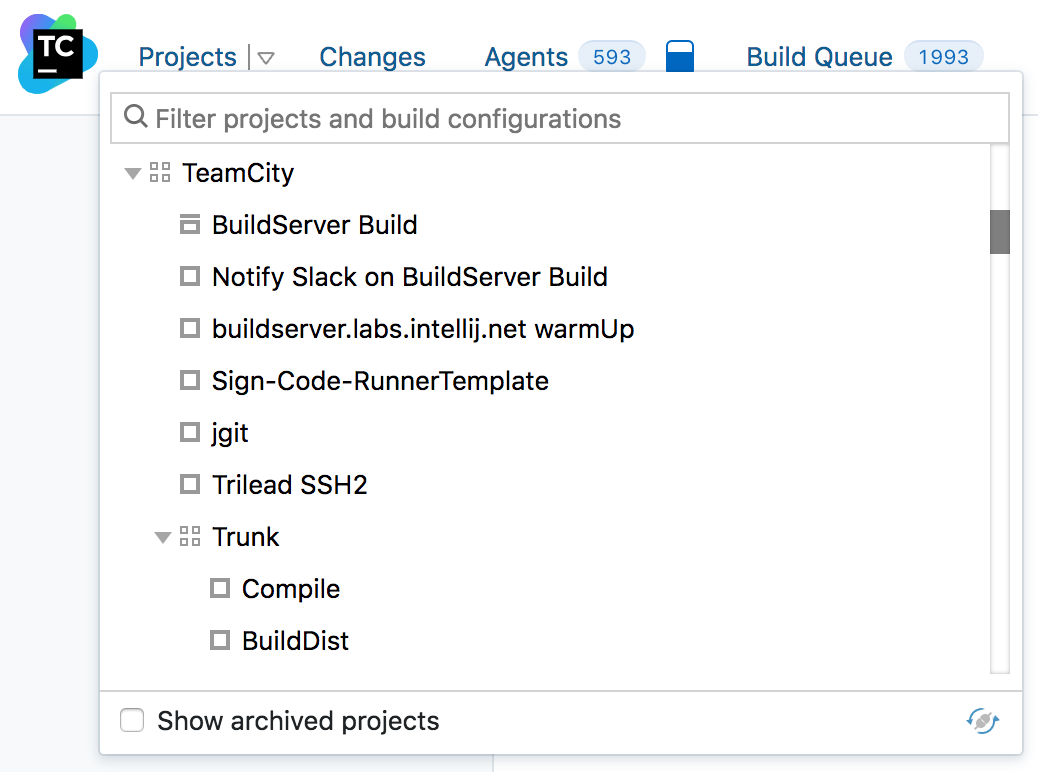 TC
Projects Changes Agents 593 Build Queue 1993
Filter projects and build configurations
TeamCity
BuildServer Build
Notify Slack on BuildServer Build
buildserver.labs.intellij.net warmUp
Sign-Code-RunnerTemplate
jgit
Trilead SSH2
Trunk
Compile
BuildDist
Show archived projects